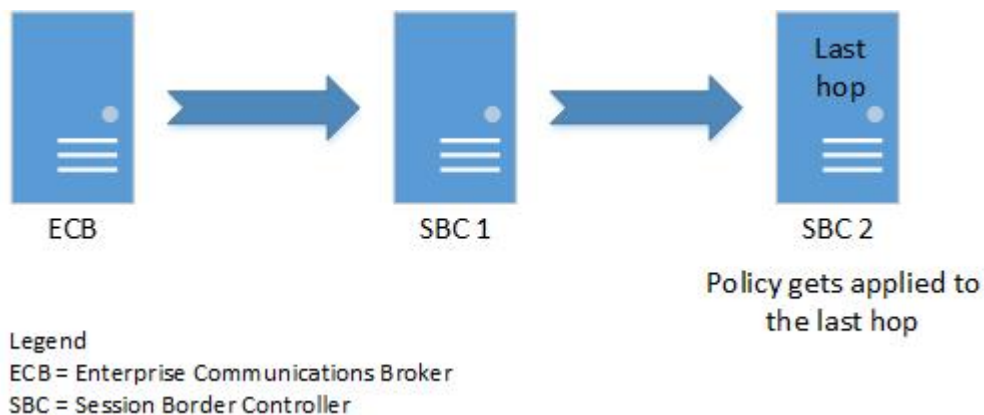 Last
hop
ECB
SBC 1
SBC 2
Policy gets applied to
the last hop
Legend
ECB = Enterprise Communications Broker
SBC = Session Border Controller